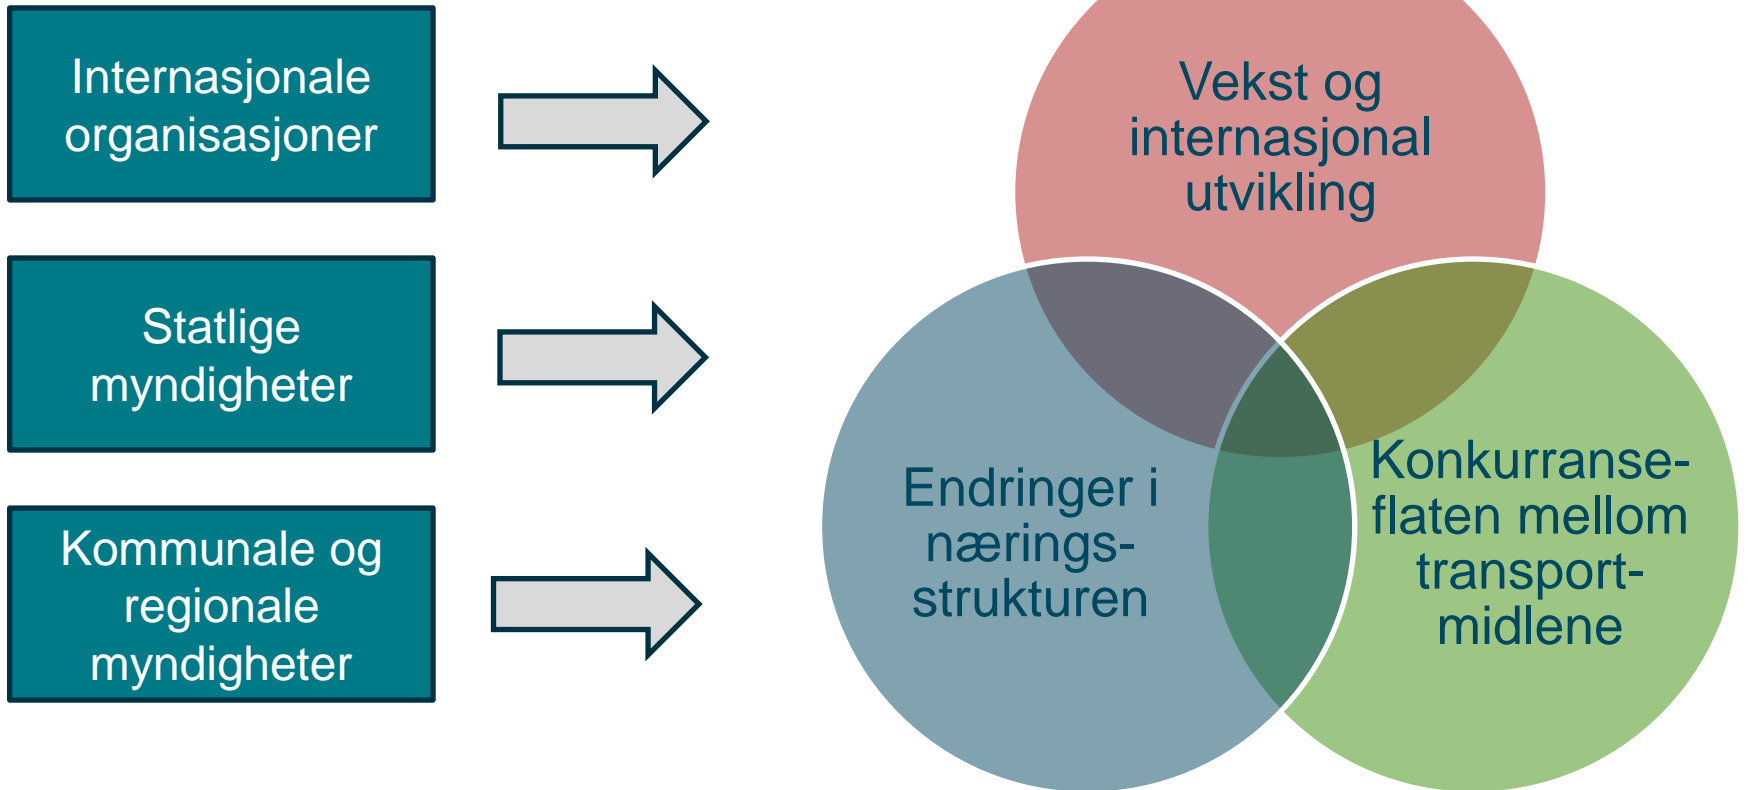 Internasjonale
organisasjoner
Statlige
myndigheter
Kommunale og
regionale
myndigheter
Vekst og
internasjonal
utvikling
Endringer i
nærings-
strukturen
Konkurranse-
flaten mellom
transport-
midlene